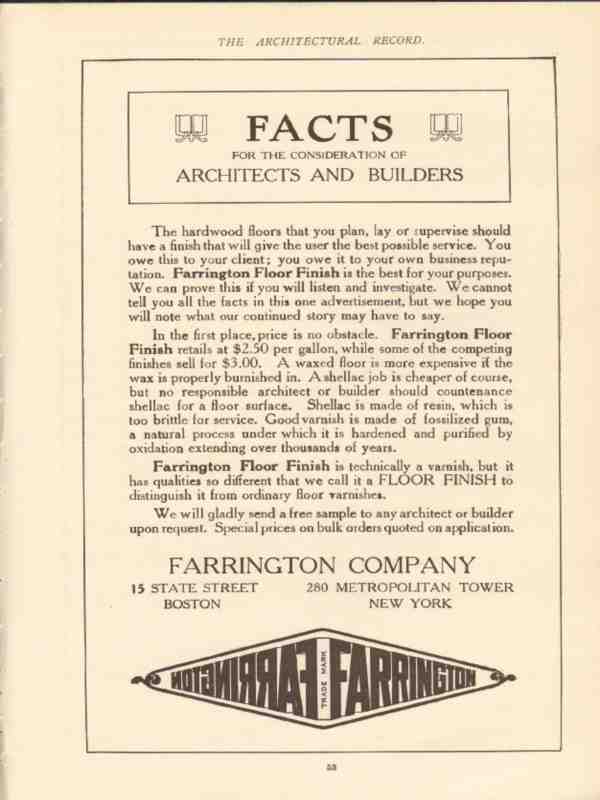 THE ARCHITECTURAL RECORD.
FACTS
FOR THE CONSIDERATION OF
ARCHITECTS AND BUILDERS
The hardwood floors that you plan, lay or supervise should
have a finish that will give the user the best possible service. You
owe this to your client; you owe it to your own business repu-
tation. Farrington Floor Finish is the best for your purposes.
We can prove this if you will listen and investigate. We cannot
tell you all the facts in this one advertisement, but we hope you
will note what our continued story may have to say.
In the first place, price is no obstacle. Farrington Floor
Finish retails at $2.50 per gallon, while some of the competing
finishes sell for $3.00. A waxed floor is more expensive if the
wax is properly burnished in. A shellac job is cheaper of course,
but no responsible architect or builder should countenance
shellac for a floor surface. Shellac is made of resin, which is
too brittle for service. Good varnish is made of fossilized gum,
a natural process under which it is hardened and purified by
oxidation extending over thousands of years.
Farrington Floor Finish is technically a varnish, but it
has qualities so different that we call it a FLOOR FINISH to
distinguish it from ordinary floor varnishes.
We will gladly send a free sample to any architect or builder
upon request. Special prices on bulk orders quoted on application.
FARRINGTON COMPANY
15 STATE STREET 280 METROPOLITAN TOWER
BOSTON NEW YORK
FARRINGTON TRADE MARK FARRINGTON
53